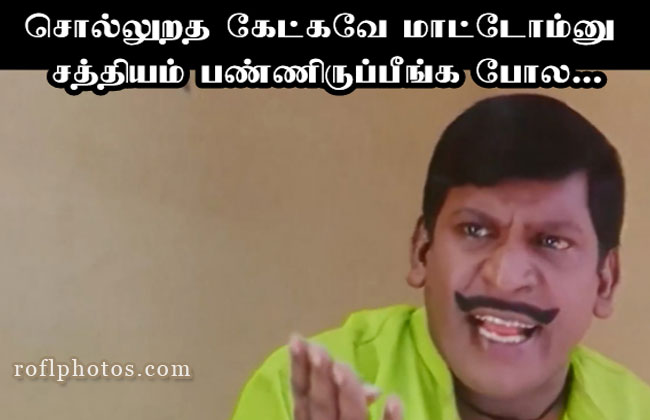 சொல்லுறத கேட்கவே மாட்டோம்னு
சத்தியம் பண்ணிருப்பீங்க போல...
roflphotos.com